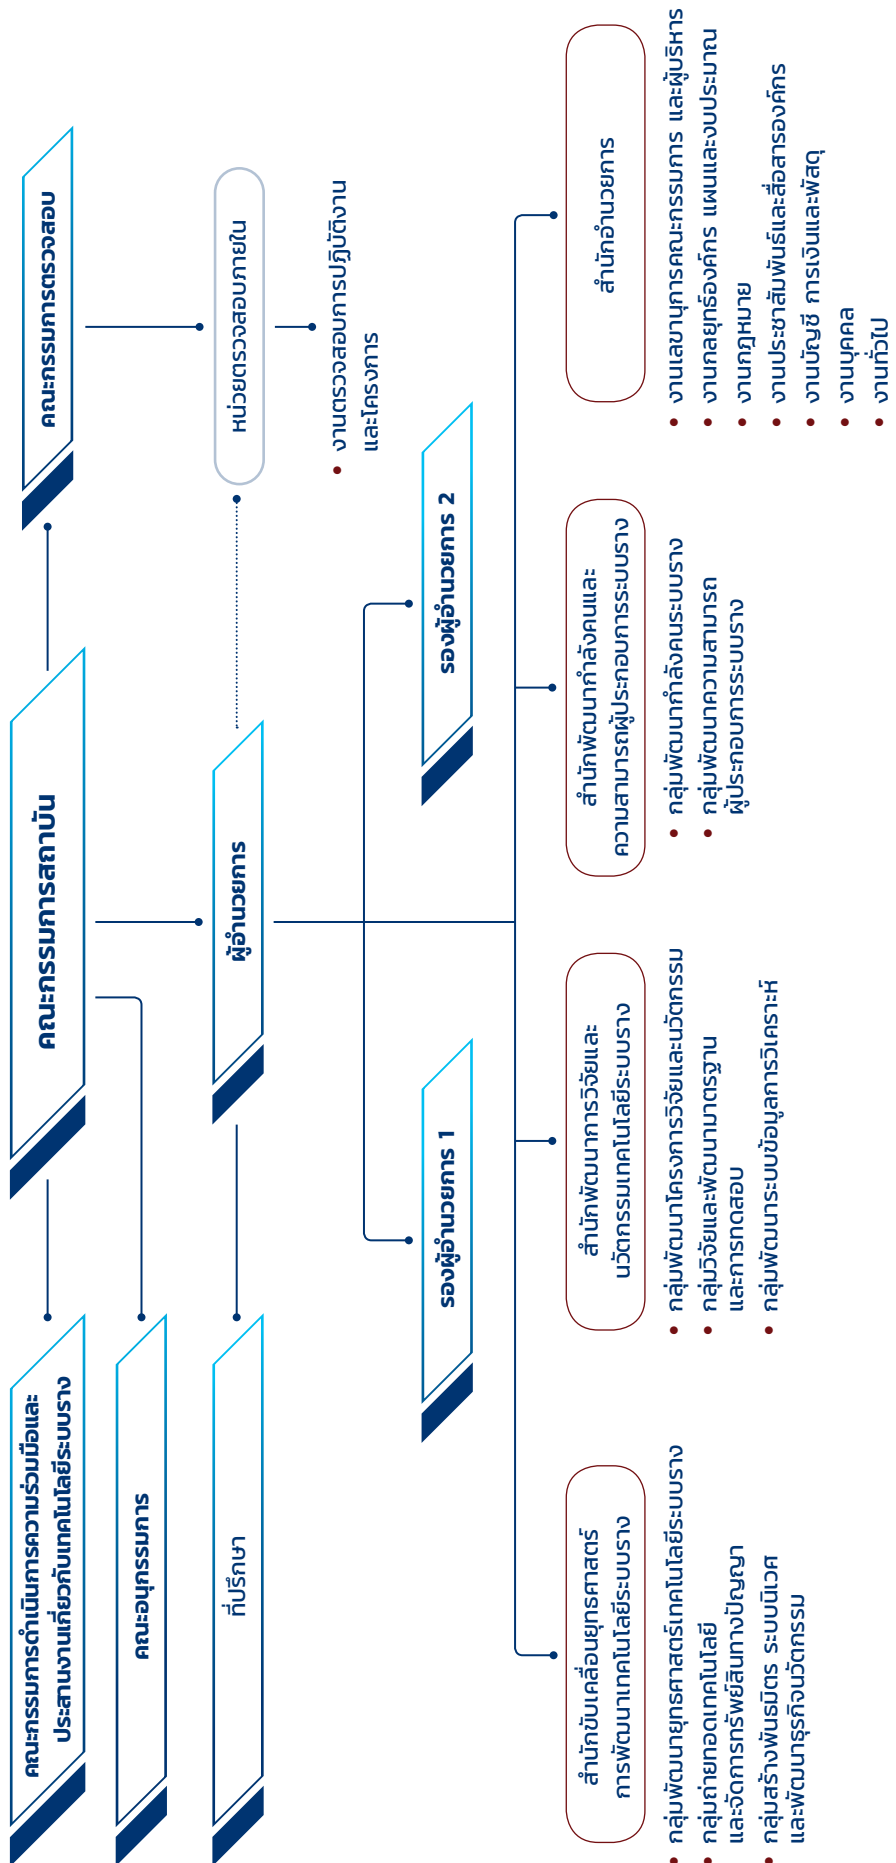 คณะกรรมการดำเนินการความร่วมมือและ
ประสานงานเกี่ยวกับเทคโนโลยีระบบราง
คณะกรรมการสถาบัน
คณะกรรมการตรวจสอบ
คณะอนุกรรมการ
ที่ปรึกษา
ผู้อำนวยการ
หน่วยตรวจสอบภายใน
• งานตรวจสอบการปฏิบัติงาน
และโครงการ
รองผู้อำนวยการ 1
รองผู้อำนวยการ 2
สำนักขับเคลื่อนยุทธศาสตร์
การพัฒนาเทคโนโลยีระบบราง
• กลุ่มพัฒนายุทธศาสตร์เทคโนโลยีระบบราง
• กลุ่มถ่ายทอดเทคโนโลยี
และจัดการทรัพย์สินทางปัญญา
• กลุ่มสร้างพันธมิตร ระบบนิเวศ
และพัฒนาธุรกิจนวัตกรรม
สำนักพัฒนาการวิจัยและ
นวัตกรรมเทคโนโลยีระบบราง
• กลุ่มพัฒนาโครงการวิจัยและนวัตกรรม
• กลุ่มวิจัยและพัฒนามาตรฐาน
และการทดสอบ
• กลุ่มพัฒนาระบบข้อมูลการวิเคราะห์
สำนักพัฒนากำลังคนและ
ความสามารถผู้ประกอบการระบบราง
• กลุ่มพัฒนากำลังคนระบบราง
• กลุ่มพัฒนาความสามารถ
ผู้ประกอบการระบบราง
สำนักอำนวยการ
• งานเลขานุการคณะกรรมการ และผู้บริหาร
• งานกลยุทธ์องค์กร แผนและงบประมาณ
• งานกฎหมาย
• งานประชาสัมพันธ์และสื่อสารองค์กร
• งานบัญชี การเงินและพัสดุ
• งานบุคคล
• งานทั่วไป